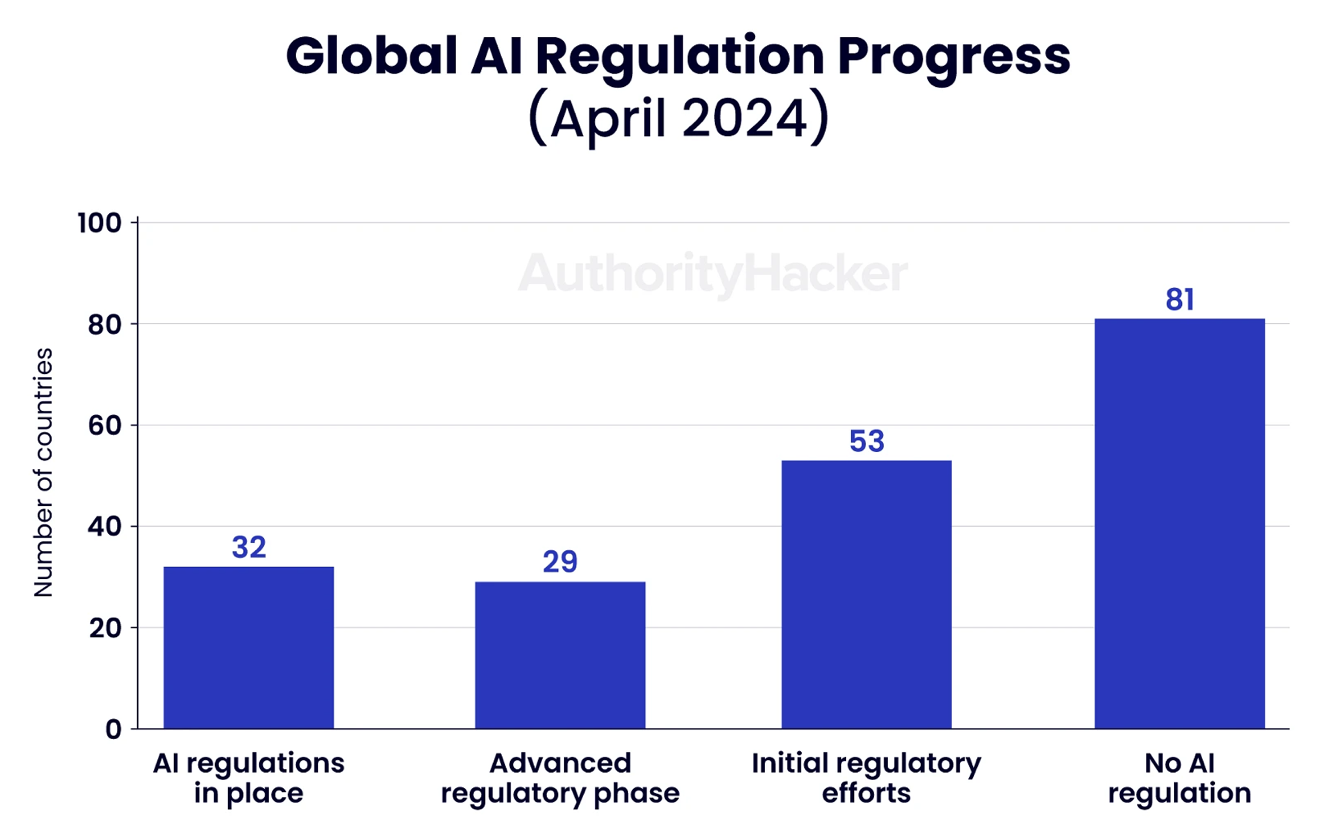 Global AI Regulation Progress
(April 2024)
AuthorityHacker
Number of countries
100
80
60
40
20
0
32
29
53
81
AI regulations
in place
Advanced
regulatory phase
Initial regulatory
efforts
No AI
regulation